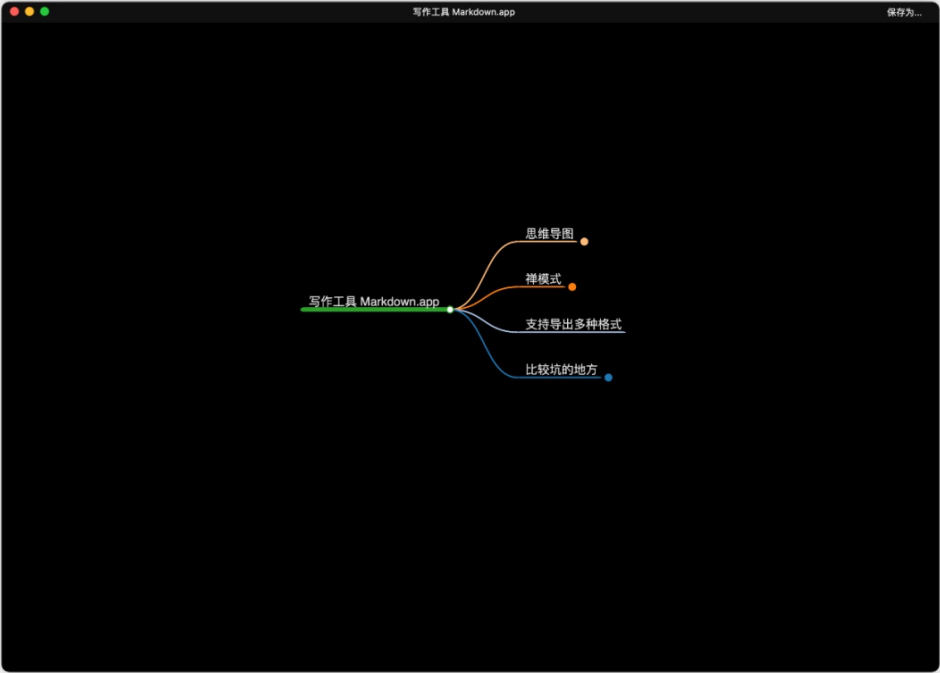 写作工具 Markdown.app
保存为...
思维导图
禅模式
写作工具 Markdown.app
支持导出多种格式
比较坑的地方